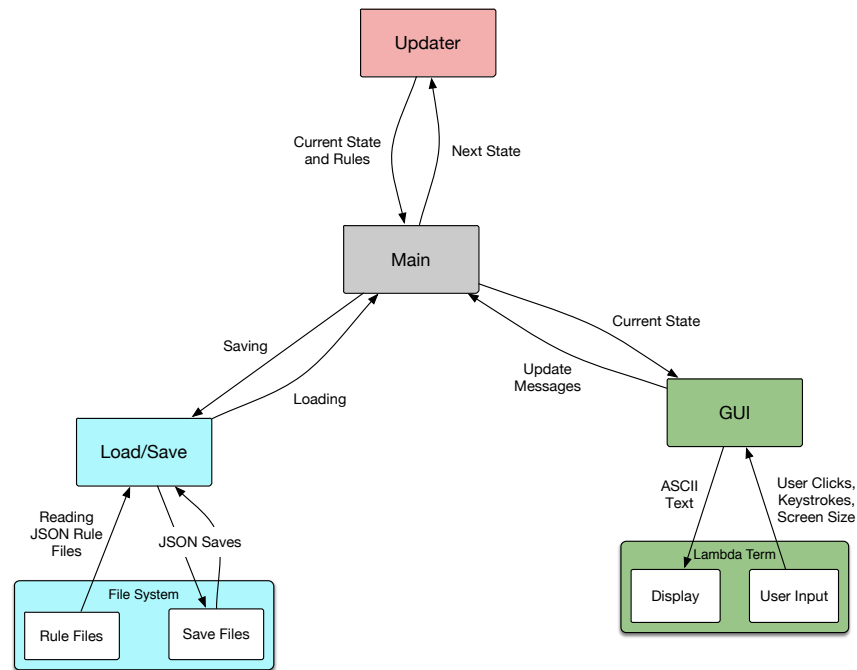 Updater
Current State
and Rules
Next State
Main
Saving
Loading
Current State
Update
Messages
Load/Save
GUI
Reading
JSON Rule
Files
JSON Saves
ASCII
Text
User Clicks,
Keystrokes,
Screen Size
File System
Rule Files
Save Files
Lambda Term
Display
User Input